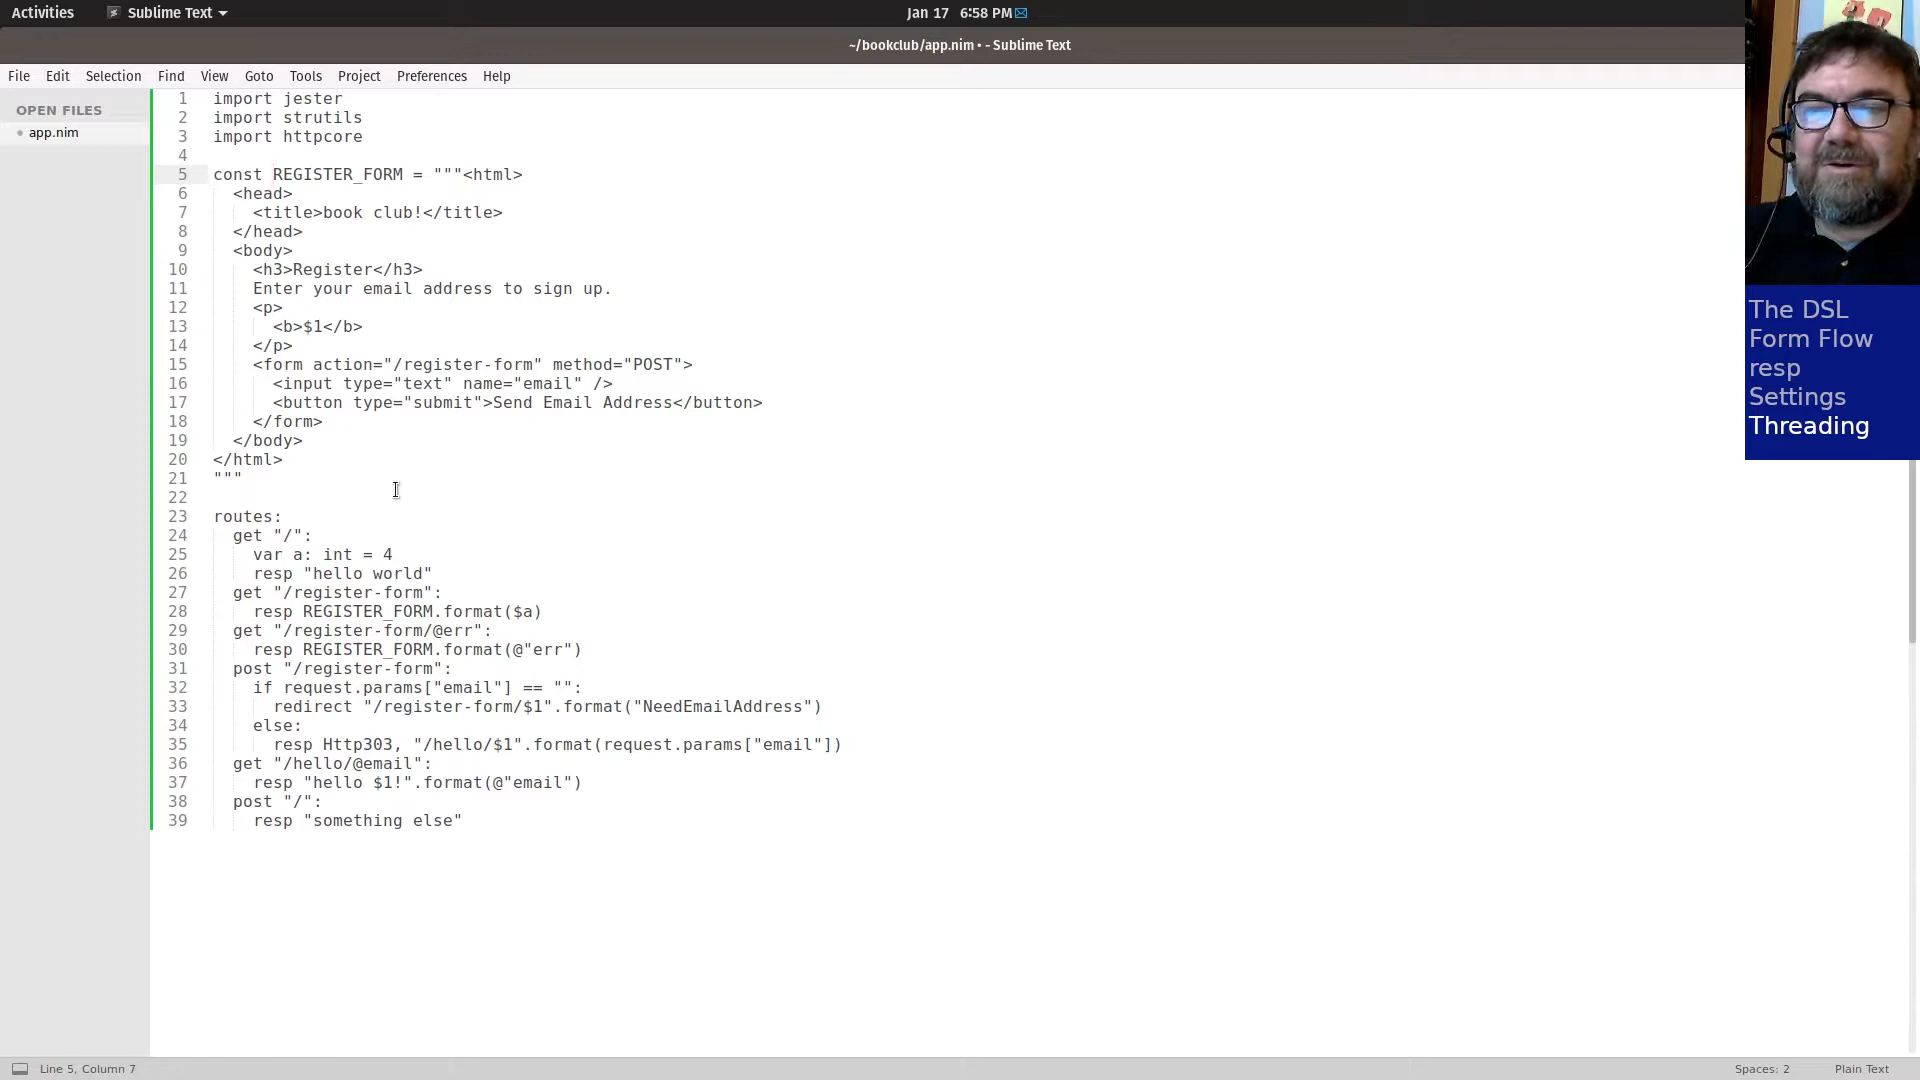 Activities
Sublime Text
Jan 17 6:58 PM
~/bookclub/app.nim • - Sublime Text
File Edit Selection Find View Goto Tools Project Preferences Help
OPEN FILES
app.nim
1 import jester
2 import strutils
3 import httpcore
4
5 const REGISTER_FORM = """<html>
6   <head>
7     <title>book club!</title>
8   </head>
9   <body>
10     <h3>Register</h3>
11     Enter your email address to sign up.
12     <p>
13       <b>$1</b>
14     </p>
15     <form action="/register-form" method="POST">
16       <input type="text" name="email" />
17       <button type="submit">Send Email Address</button>
18     </form>
19   </body>
20 </html>
21 """
22
23 routes:
24   get "/":
25     var a: int = 4
26     resp "hello world"
27   get "/register-form":
28     resp REGISTER_FORM.format($a)
29   get "/register-form/@err":
30     resp REGISTER_FORM.format(@"err")
31   post "/register-form":
32     if request.params["email"] == "":
33       redirect "/register-form/$1".format("NeedEmailAddress")
34     else:
35       resp Http303, "/hello/$1".format(request.params["email"])
36   get "/hello/@email":
37     resp "hello $1!".format(@"email")
38   post "/":
39     resp "something else"
The DSL
Form Flow
resp
Settings
Threading
Line 5, Column 7
Spaces: 2
Plain Text